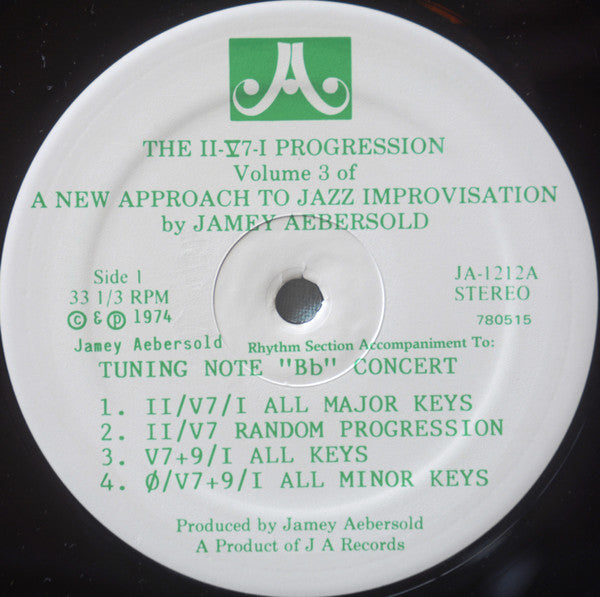 THE II-V7-I PROGRESSION
Volume 3 of
A NEW APPROACH TO JAZZ IMPROVISATION
by JAMEY AEBERSOLD
Side 1
33 1/3 RPM
© & ℗ 1974
Jamey Aebersold
JA-1212A
STEREO
780515
Rhythm Section Accompaniment To:
TUNING NOTE "Bb" CONCERT
1. II/V7/I ALL MAJOR KEYS
2. II/V7 RANDOM PROGRESSION
3. V7+9/I ALL KEYS
4. Ø/V7+9/I ALL MINOR KEYS
Produced by Jamey Aebersold
A Product of J A Records